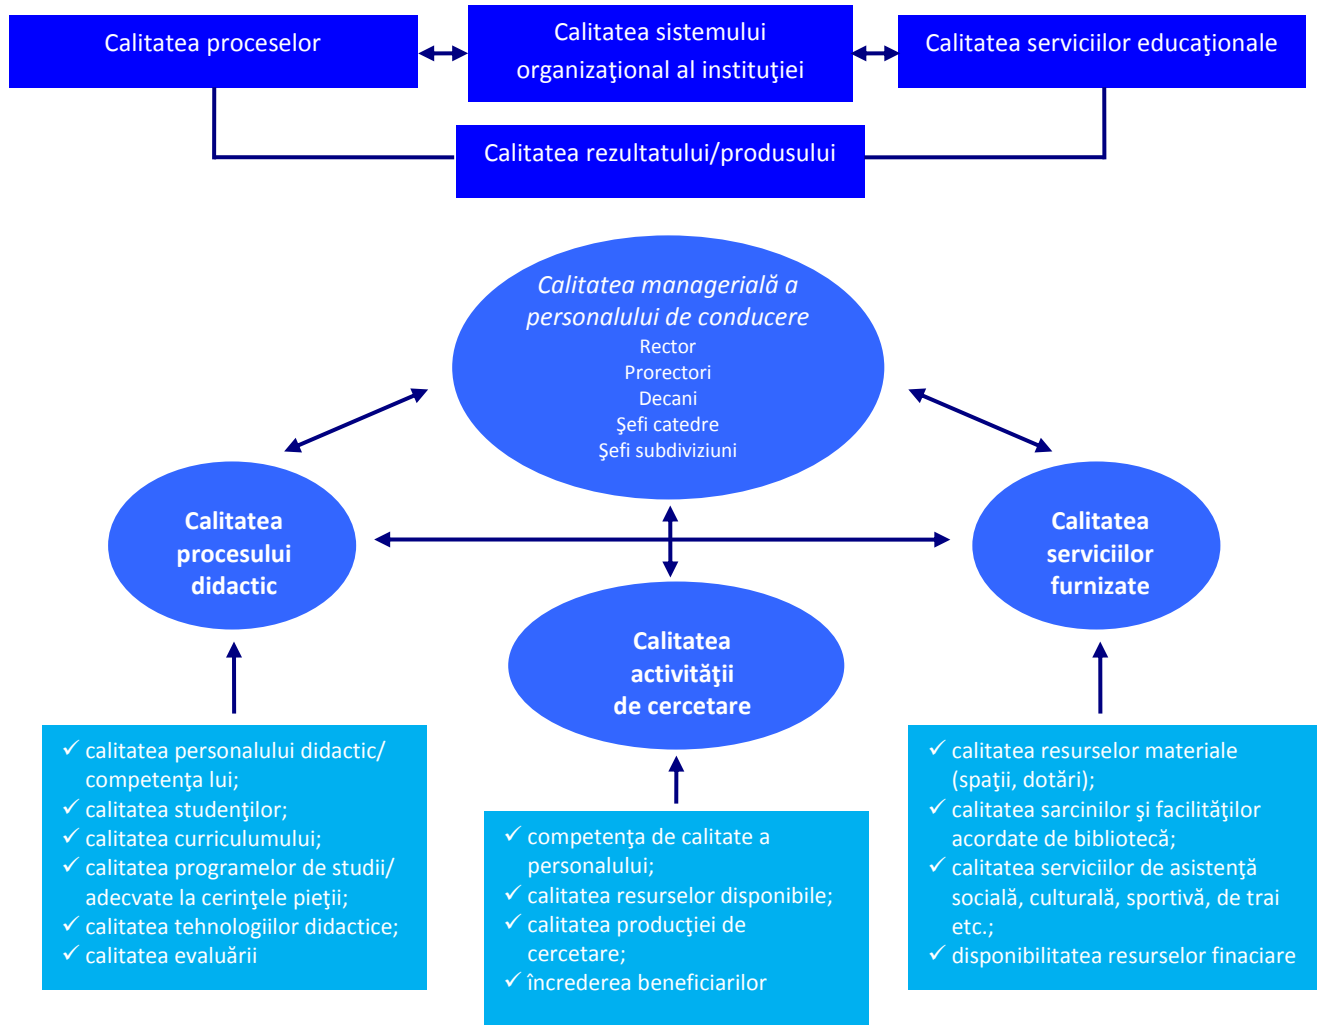 Calitatea proceselor
Calitatea sistemului
organizaţional al instituţiei
Calitatea serviciilor educaţionale
Calitatea rezultatului/produsului
Calitatea managerială a
personalului de conducere
Rector
Prorectori
Decani
Şefi catedre
Şefi subdiviziuni
Calitatea
procesului
didactic
Calitatea
serviciilor
furnizate
Calitatea
activităţii
de cercetare
✓ calitatea personalului didactic/
competenţa lui;
✓ calitatea studenţilor;
✓ calitatea curriculumului;
✓ calitatea programelor de studii/
adecvate la cerinţele pieţii;
✓ calitatea tehnologiilor didactice;
✓ calitatea evaluării
✓ competenţa de calitate a
personalului;
✓ calitatea resurselor disponibile;
✓ calitatea producţiei de
cercetare;
✓ încrederea beneficiarilor
✓ calitatea resurselor materiale
(spaţii, dotări);
✓ calitatea sarcinilor şi facilităţilor
acordate de bibliotecă;
✓ calitatea serviciilor de asistenţă
socială, culturală, sportivă, de trai
etc.;
✓ disponibilitatea resurselor finaciare